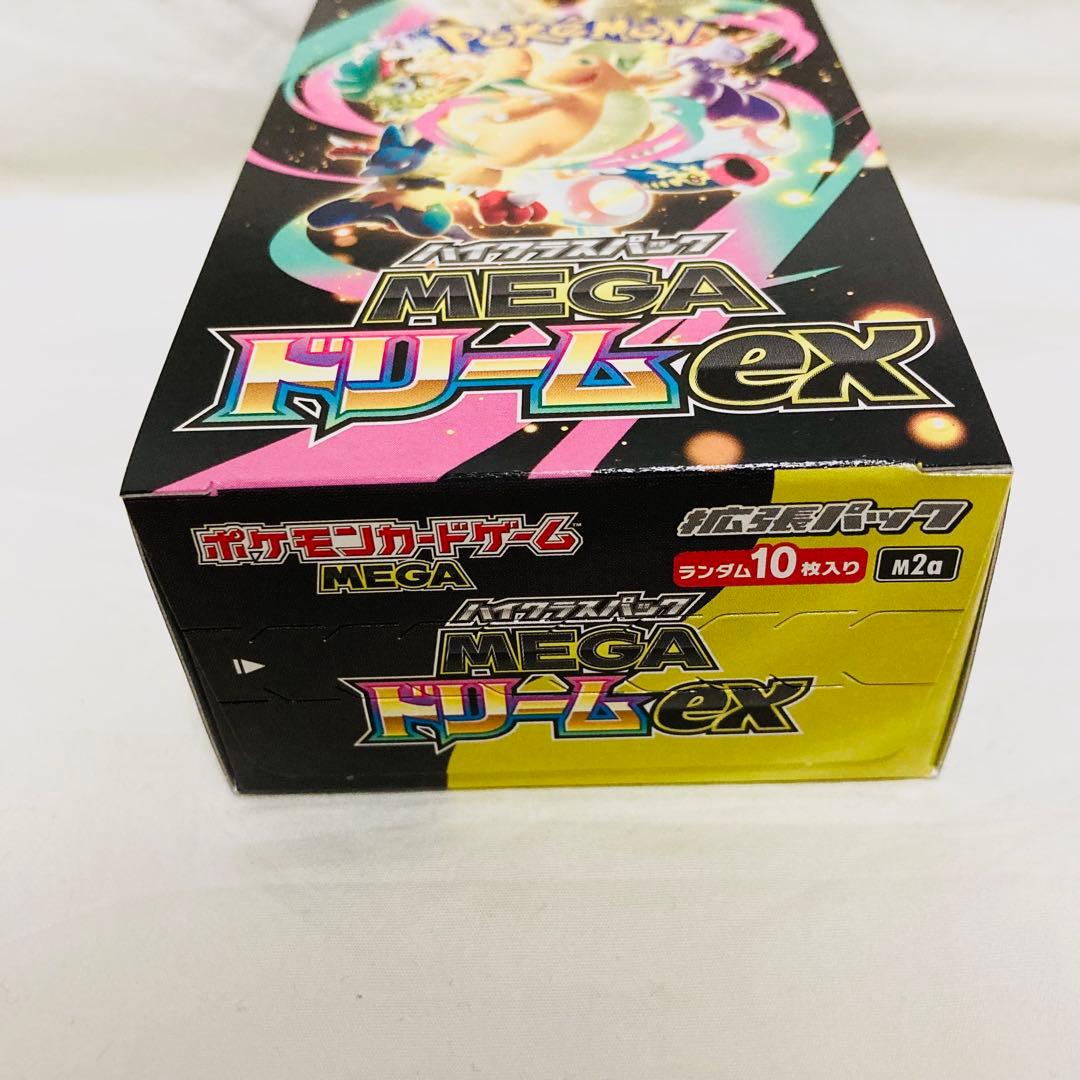 POKÉMON
ハイクラスパック
MEGA
ドリームex
ポケモンカードゲーム™
MEGA
拡張パック
ランダム10枚入り
M2a
ハイクラスパック
MEGA
ドリームex